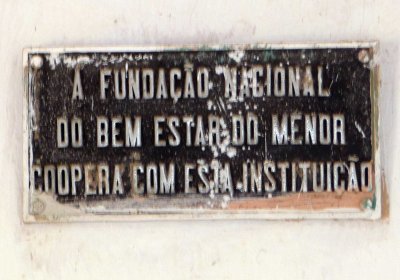 A FUNDAÇÃO NACIONAL
DO BEM ESTAR DO MENOR
COOPERA COM ESTA INSTITUIÇÃO